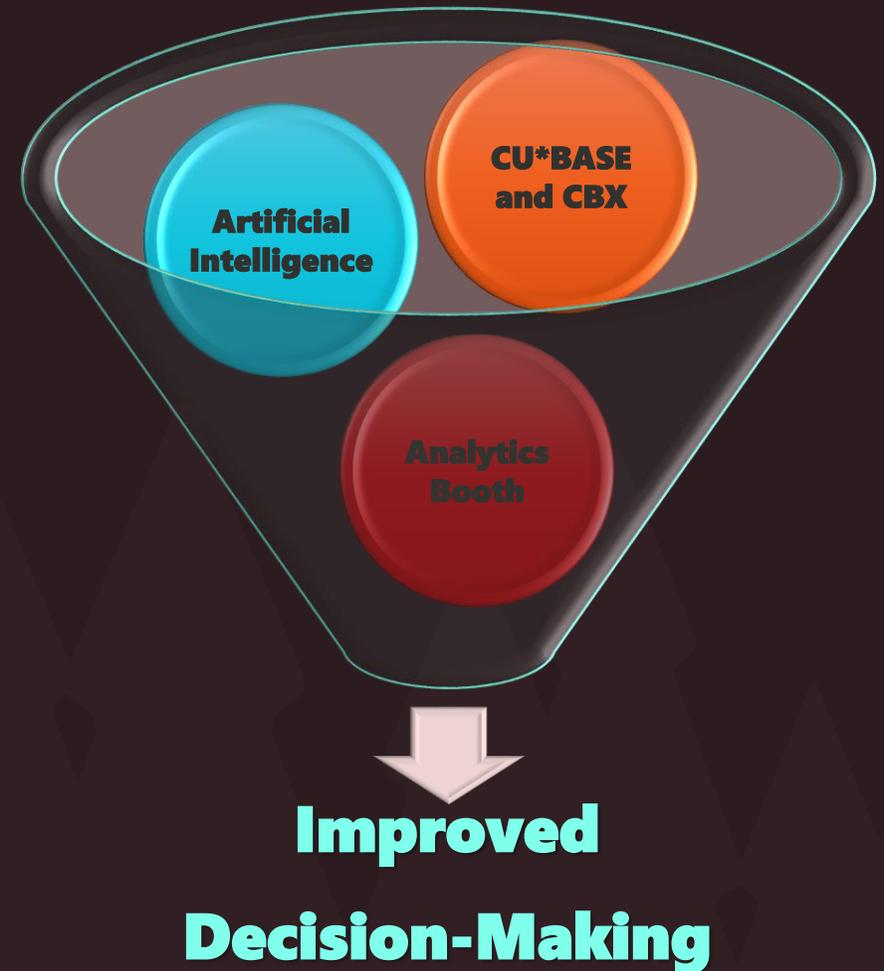 CU*BASE
and CBX
Artificial
Intelligence
Analytics
Booth
Improved
Decision-Making